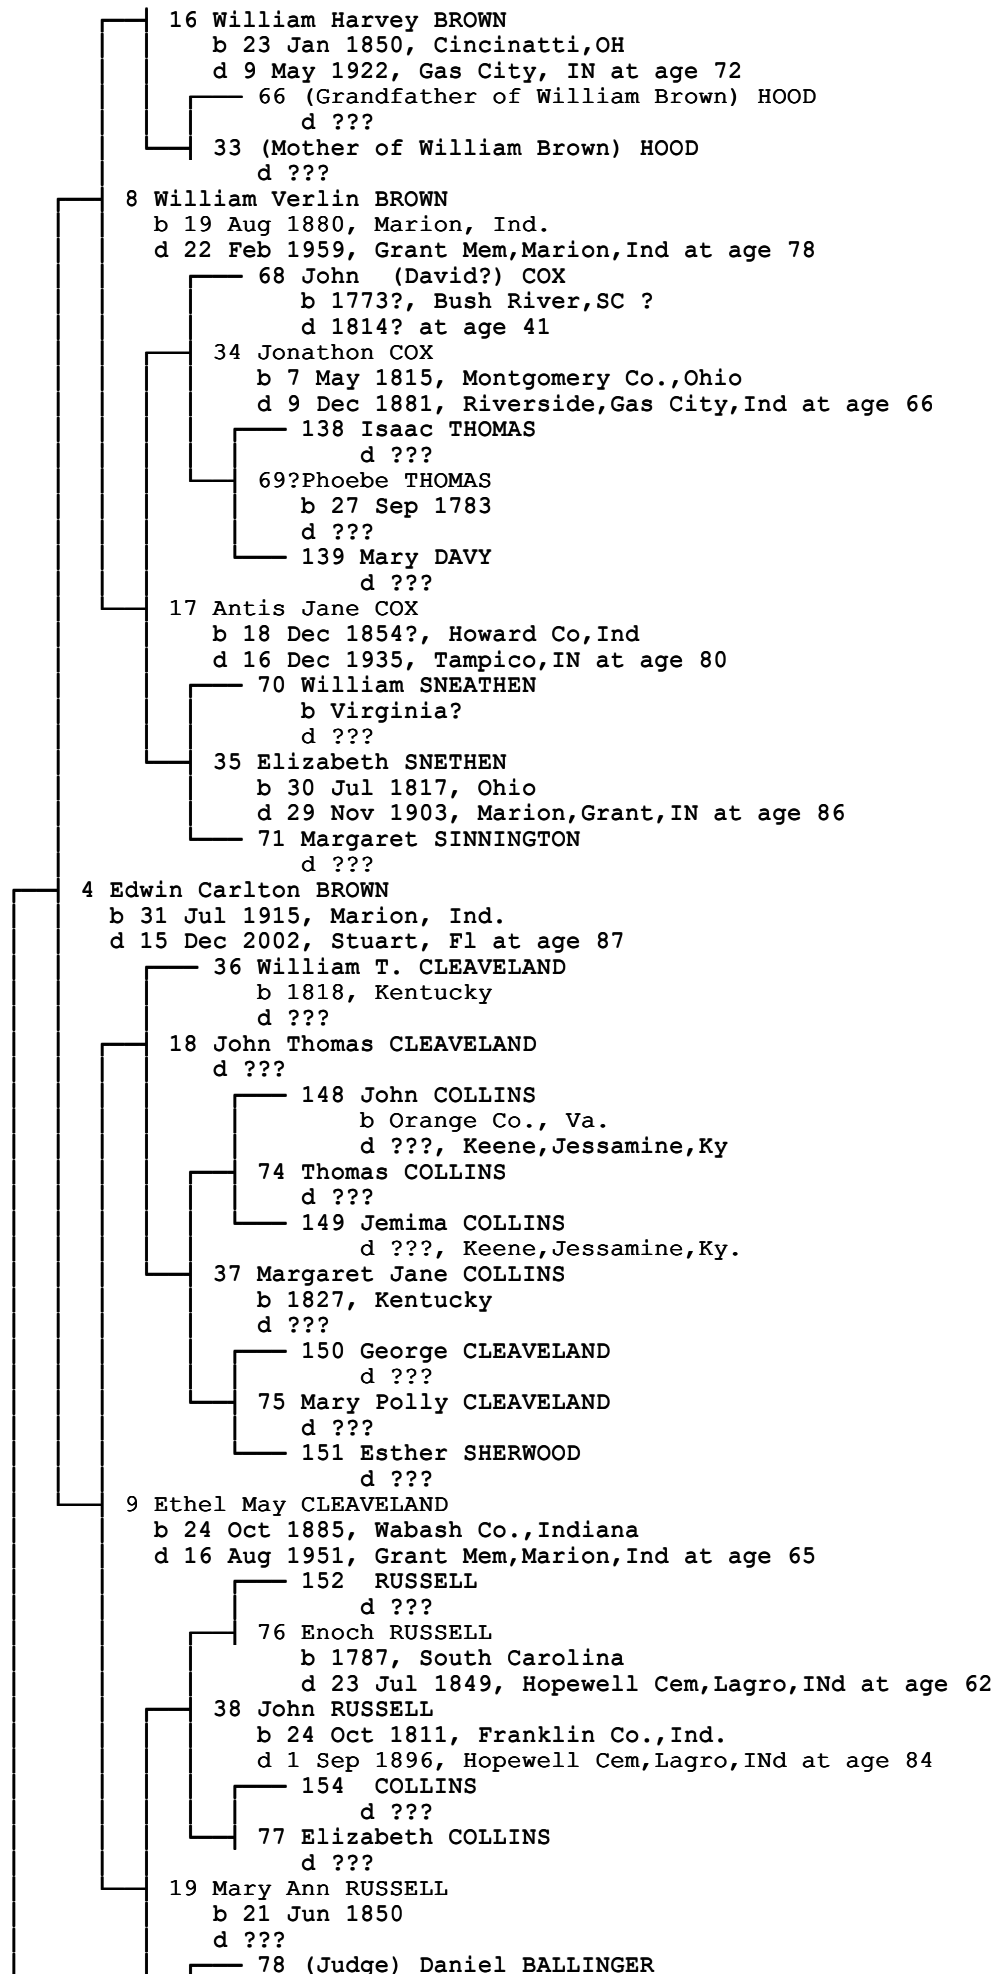 16 William Harvey BROWN
b 23 Jan 1850, Cincinatti,OH
d 9 May 1922, Gas City, IN at age 72
66 (Grandfather of William Brown) HOOD
d ???
33 (Mother of William Brown) HOOD
d ???
8 William Verlin BROWN
b 19 Aug 1880, Marion, Ind.
d 22 Feb 1959, Grant Mem,Marion,Ind at age 78
68 John  (David?) COX
b 1773?, Bush River,SC ?
d 1814? at age 41
34 Jonathon COX
b 7 May 1815, Montgomery Co.,Ohio
d 9 Dec 1881, Riverside,Gas City,Ind at age 66
138 Isaac THOMAS
d ???
69?Phoebe THOMAS
b 27 Sep 1783
d ???
139 Mary DAVY
d ???
17 Antis Jane COX
b 18 Dec 1854?, Howard Co,Ind
d 16 Dec 1935, Tampico,IN at age 80
70 William SNEATHEN
b Virginia?
d ???
35 Elizabeth SNETHEN
b 30 Jul 1817, Ohio
d 29 Nov 1903, Marion,Grant,IN at age 86
71 Margaret SINNINGTON
d ???
4 Edwin Carlton BROWN
b 31 Jul 1915, Marion, Ind.
d 15 Dec 2002, Stuart, Fl at age 87
36 William T. CLEAVELAND
b 1818, Kentucky
d ???
18 John Thomas CLEAVELAND
d ???
148 John COLLINS
b Orange Co., Va.
d ???, Keene,Jessamine,Ky
74 Thomas COLLINS
d ???
149 Jemima COLLINS
d ???, Keene,Jessamine,Ky.
37 Margaret Jane COLLINS
b 1827, Kentucky
d ???
150 George CLEAVELAND
d ???
75 Mary Polly CLEAVELAND
d ???
151 Esther SHERWOOD
d ???
9 Ethel May CLEAVELAND
b 24 Oct 1885, Wabash Co.,Indiana
d 16 Aug 1951, Grant Mem,Marion,Ind at age 65
152  RUSSELL
d ???
76 Enoch RUSSELL
b 1787, South Carolina
d 23 Jul 1849, Hopewell Cem,Lagro,INd at age 62
38 John RUSSELL
b 24 Oct 1811, Franklin Co.,Ind.
d 1 Sep 1896, Hopewell Cem,Lagro,INd at age 84
154  COLLINS
d ???
77 Elizabeth COLLINS
d ???
19 Mary Ann RUSSELL
b 21 Jun 1850
d ???
78 (Judge) Daniel BALLINGER